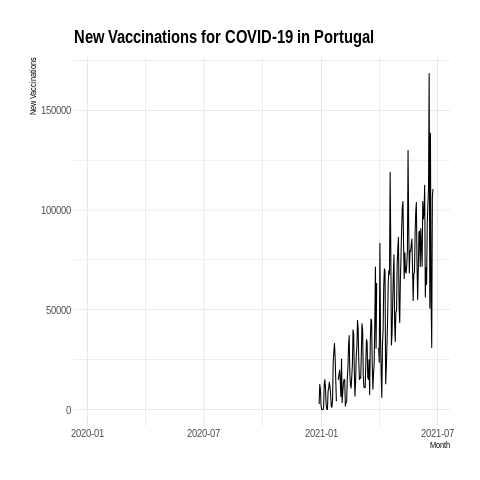 New Vaccinations for COVID-19 in Portugal
New Vaccinations
150000
100000
50000
0
2020-01 2020-07 2021-01 2021-07
Month